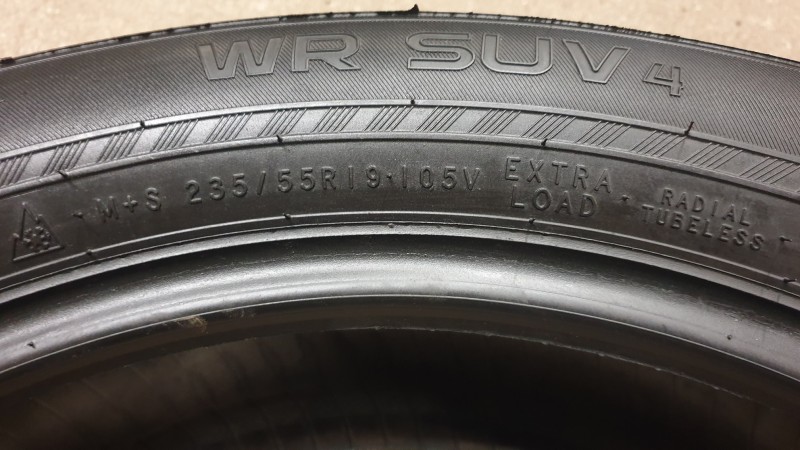 WR SUV 4
M+S 235/55R19·105V EXTRA LOAD · RADIAL TUBELESS ·